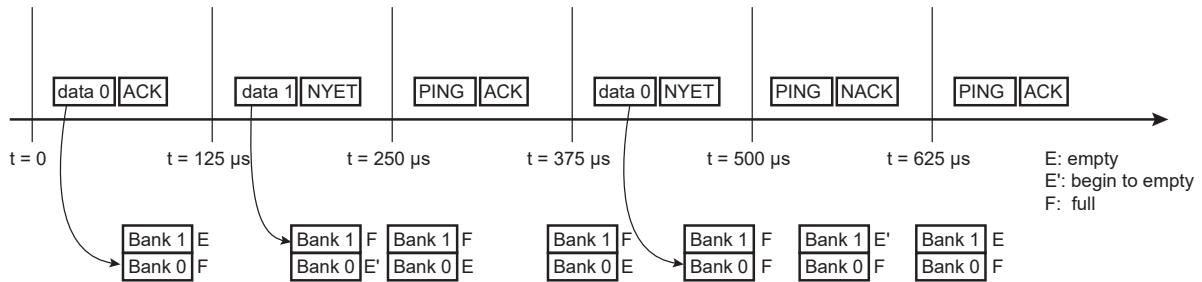 data 0 ACK data 1 NYET PING ACK data 0 NYET PING NACK PING ACK
t = 0 t = 125 μs t = 250 μs t = 375 μs t = 500 μs t = 625 μs
E: empty
E': begin to empty
F: full
Bank 1 E Bank 1 F Bank 1 F Bank 1 F Bank 1 F Bank 1 E' Bank 1 E
Bank 0 F Bank 0 E' Bank 0 E Bank 0 E Bank 0 F Bank 0 F Bank 0 F